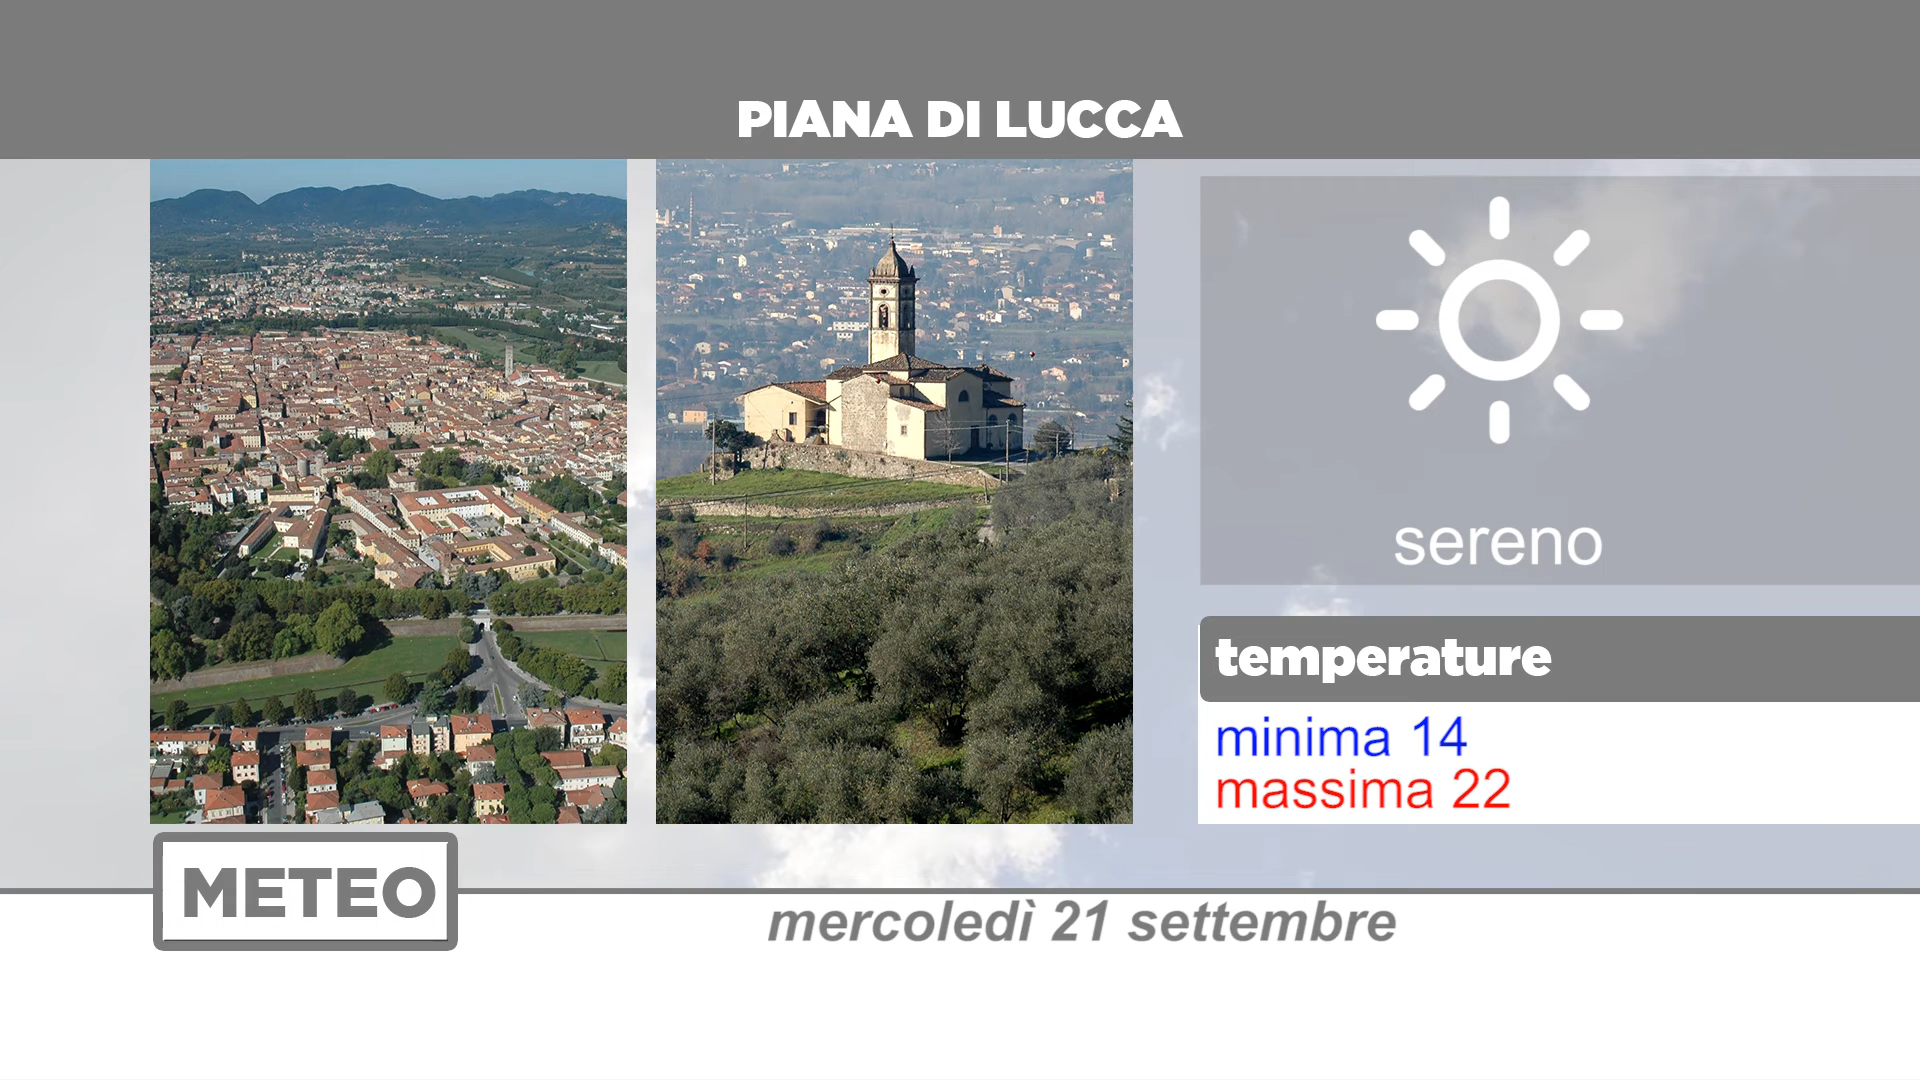 PIANA DI LUCCA
sereno
temperature
minima 14
massima 22
METEO
mercoledì 21 settembre